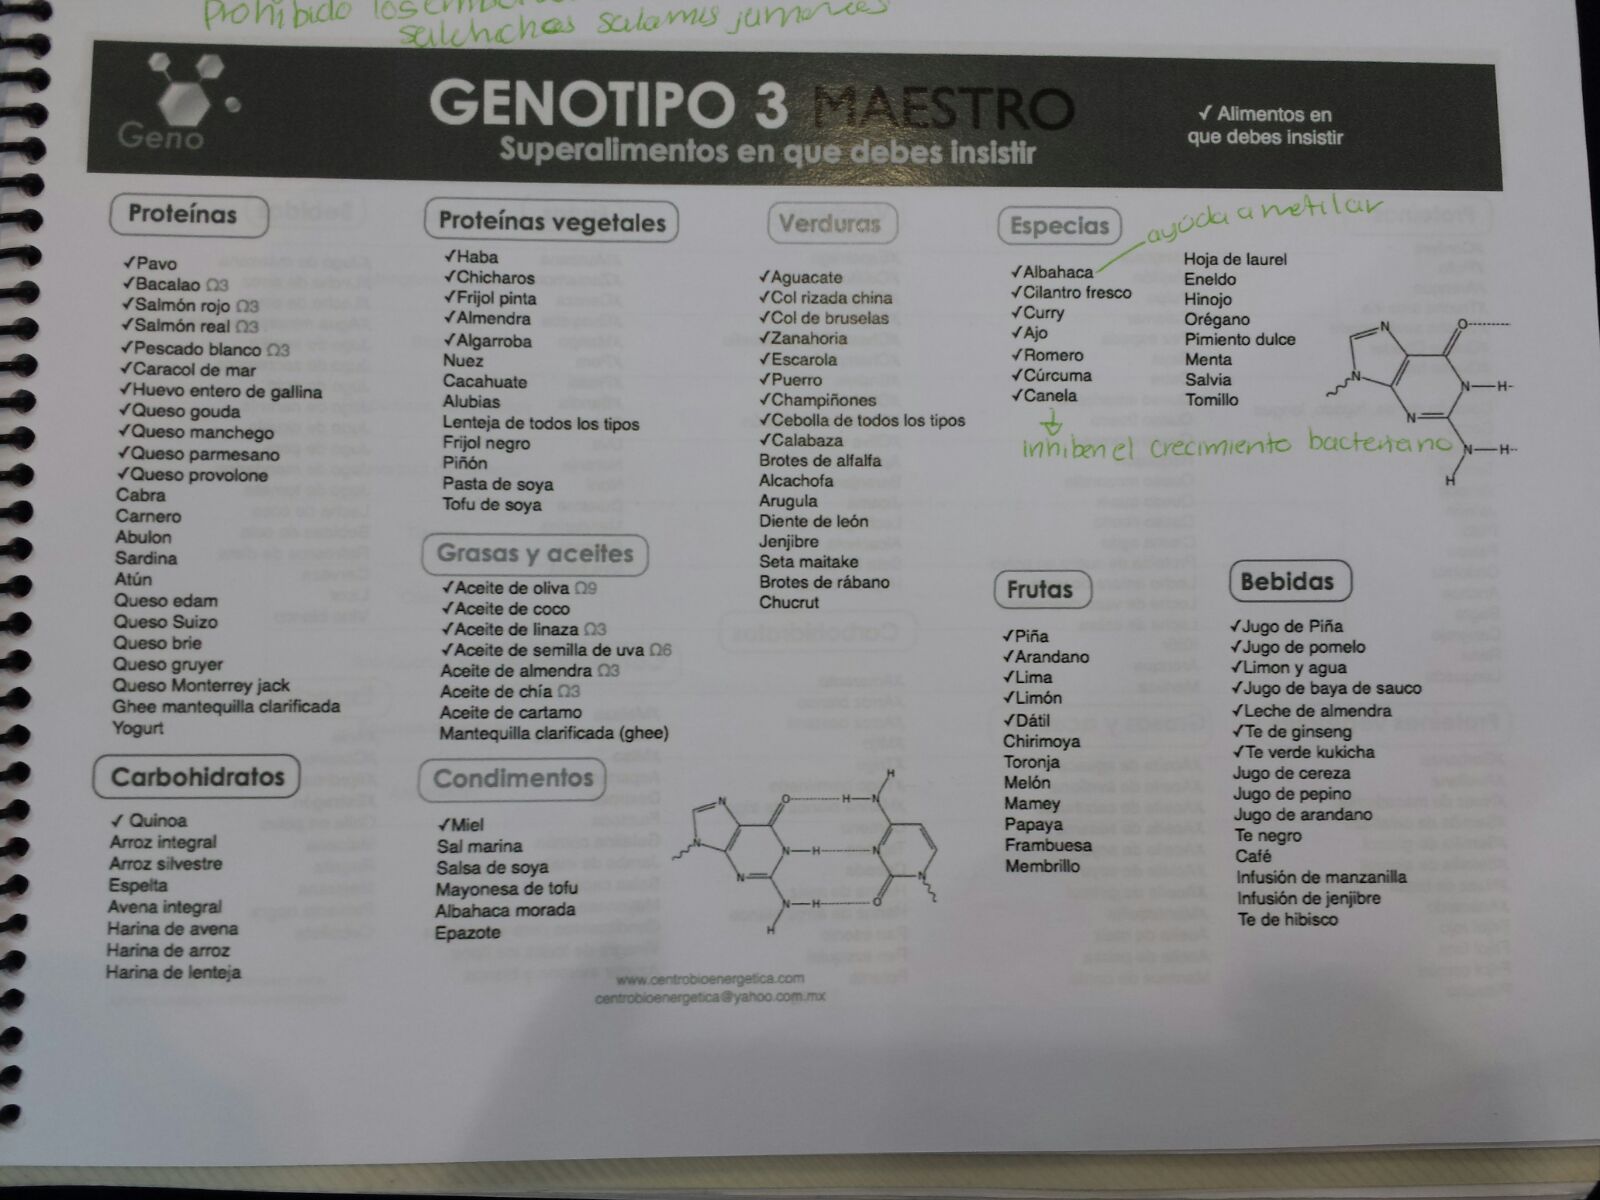 Prohibido los
salchichas salamis jamones
Geno
GENOTIPO 3 MAESTRO
Superalimentos en que debes insistir
✓ Alimentos en
que debes insistir
Proteínas
✓Pavo
✓Bacalao Ω3
✓Salmón rojo Ω3
✓Salmón real Ω3
✓Pescado blanco Ω3
✓Caracol de mar
✓Huevo entero de gallina
✓Queso gouda
✓Queso manchego
✓Queso parmesano
✓Queso provolone
Cabra
Carnero
Abulon
Sardina
Atún
Queso edam
Queso Suizo
Queso brie
Queso gruyer
Queso Monterrey jack
Ghee mantequilla clarificada
Yogurt
Carbohidratos
✓ Quinoa
Arroz integral
Arroz silvestre
Espelta
Avena integral
Harina de avena
Harina de arroz
Harina de lenteja
Proteínas vegetales
✓Haba
✓Chicharos
✓Frijol pinta
✓Almendra
✓Algarroba
Nuez
Cacahuate
Alubias
Lenteja de todos los tipos
Frijol negro
Piñón
Pasta de soya
Tofu de soya
Grasas y aceites
✓Aceite de oliva Ω9
✓Aceite de coco
✓Aceite de linaza Ω3
✓Aceite de semilla de uva Ω6
Aceite de almendra Ω3
Aceite de chía Ω3
Aceite de cartamo
Mantequilla clarificada (ghee)
Condimentos
✓Miel
Sal marina
Salsa de soya
Mayonesa de tofu
Albahaca morada
Epazote
Verduras
✓Aguacate
✓Col rizada china
✓Col de bruselas
✓Zanahoria
✓Escarola
✓Puerro
✓Champiñones
✓Cebolla de todos los tipos
✓Calabaza
Brotes de alfalfa
Alcachofa
Arugula
Diente de león
Jenjibre
Seta maitake
Brotes de rábano
Chucrut
Especias
ayuda a metilar
✓Albahaca
✓Cilantro fresco
✓Curry
✓Ajo
✓Romero
✓Cúrcuma
✓Canela
Hoja de laurel
Eneldo
Hinojo
Orégano
Pimiento dulce
Menta
Salvia
Tomillo
inhiben el crecimiento bacteriano
Frutas
✓Piña
✓Arandano
✓Lima
✓Limón
✓Dátil
Chirimoya
Toronja
Melón
Mamey
Papaya
Frambuesa
Membrillo
Bebidas
✓Jugo de Piña
✓Jugo de pomelo
✓Limon y agua
✓Jugo de baya de sauco
✓Leche de almendra
✓Te de ginseng
✓Te verde kukicha
Jugo de cereza
Jugo de pepino
Jugo de arandano
Te negro
Café
Infusión de manzanilla
Infusión de jenjibre
Te de hibisco
N
O
N
N
H
N
N
H
H
N
O
H
N
H
N
N
H
N
N
N
H
O
N
H
www.centrobioenergetica.com
centrobioenergetica@yahoo.com.mx